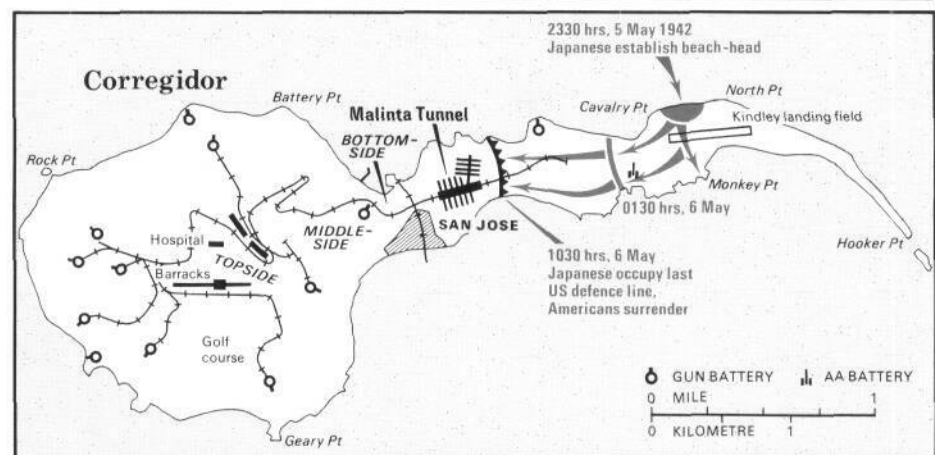 2330 hrs, 5 May 1942
Japanese establish beach-head
Corregidor
Battery Pt
North Pt
Cavalry Pt
Kindley landing field
Malinta Tunnel
BOTTOM-
SIDE
Rock Pt
Monkey Pt
0130 hrs, 6 May
SAN JOSE
MIDDLE-
SIDE
Hospital
TOPSIDE
Hooker Pt
Barracks
1030 hrs, 6 May
Japanese occupy last
US defence line,
Americans surrender
Golf
course
GUN BATTERY
AA BATTERY
0 MILE 1
0 KILOMETRE 1
Geary Pt